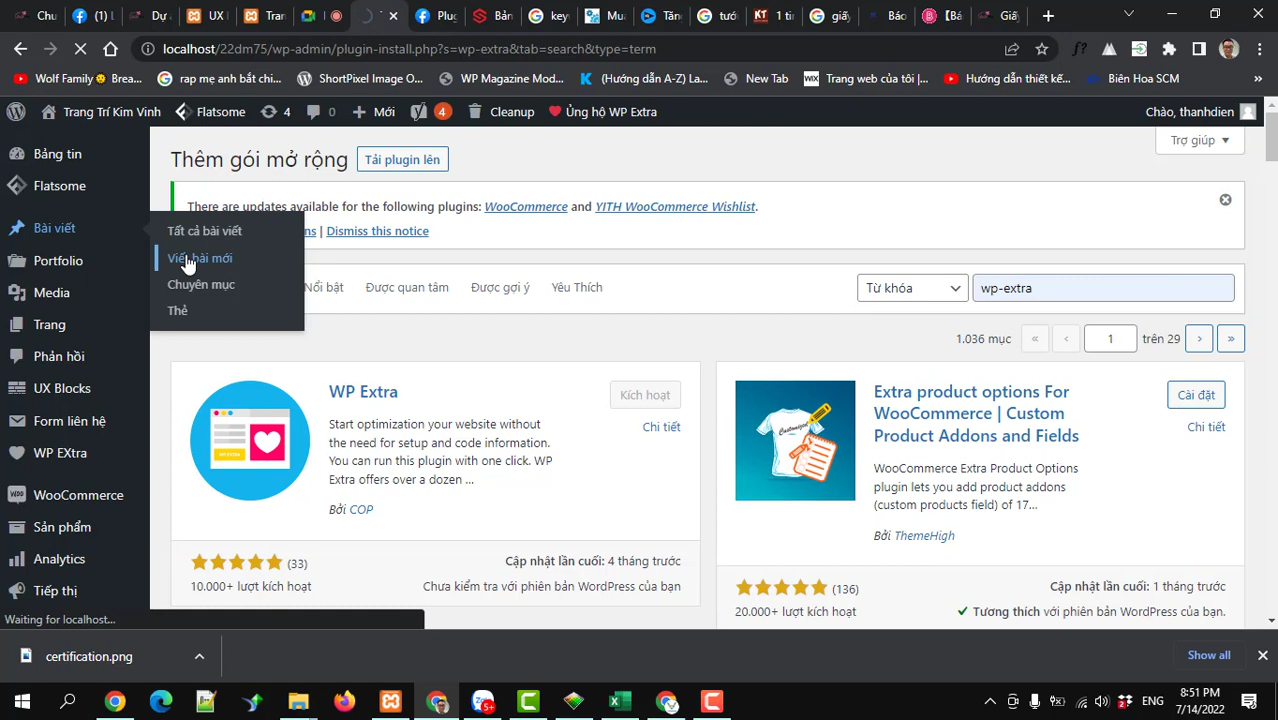 Chu
(1) L
Dự á
UX |
Tran
Plug
Bản
key
Mua
Tăng
tướ
1 tir
giấy
Báo
[Bả
Giấy
localhost/22dm75/wp-admin/plugin-install.php?s=wp-extra&tab=search&type=term
Wolf Family Brea...
rap mẹ anh bắt chi...
ShortPixel Image O...
WP Magazine Mod...
(Hướng dẫn A-Z) La...
New Tab
WIX
Trang web của tôi |...
Hướng dẫn thiết kế...
Biên Hoa SCM
Trang Trí Kim Vinh
Flatsome
4
0
Mới
4
Cleanup
Ủng hộ WP Extra
Chào, thanhdien
Trợ giúp
Bảng tin
Flatsome
Bài viết
Portfolio
Media
Trang
Phản hồi
UX Blocks
Form liên hệ
WP EXtra
WooCommerce
Sản phẩm
Analytics
Tiếp thị
Tất cả bài viết
Viết bài mới
Chuyên mục
Thẻ
Thêm gói mở rộng
Tải plugin lên
There are updates available for the following plugins: WooCommerce and YITH WooCommerce Wishlist.
ns | Dismiss this notice
Nổi bật
Được quan tâm
Được gợi ý
Yêu Thích
Từ khóa
wp-extra
1.036 mục
«
‹
1
trên 29
›
»
WP Extra
Kích hoạt
Chi tiết
Start optimization your website without
the need for setup and code information.
You can run this plugin with one click. WP
Extra offers over a dozen ...
Bởi COP
(33)
10.000+ lượt kích hoạt
Cập nhật lần cuối: 4 tháng trước
Chưa kiểm tra với phiên bản WordPress của bạn
Customize
Extra product options For
WooCommerce | Custom
Product Addons and Fields
Cài đặt
Chi tiết
WooCommerce Extra Product Options
plugin lets you add product addons
(custom products field) of 17...
Bởi ThemeHigh
(136)
20.000+ lượt kích hoạt
Cập nhật lần cuối: 1 tháng trước
Tương thích với phiên bản WordPress của bạn.
Waiting for localhost...
certification.png
Show all
5+
ENG
8:51 PM
7/14/2022